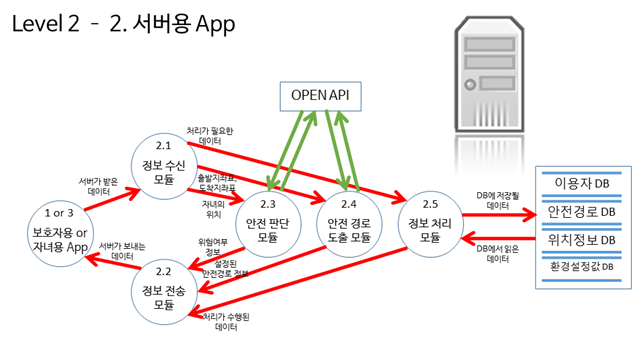 Level 2 - 2. 서버용 App
OPEN API
처리가 필요한
데이터
2.1
정보 수신
모듈
출발지좌표,
도착지좌표
서버가 받은
데이터
자녀의
위치
2.3
안전 판단
모듈
2.4
안전 경로
도출 모듈
2.5
정보 처리
모듈
DB에 저장될
데이터
이용자 DB
안전경로 DB
위치정보 DB
환경설정값 DB
1 or 3
보호자용 or
자녀용 App
서버가 보내는
데이터
위험여부
정보
설정된
안전경로 정보
DB에서 읽은
데이터
2.2
정보 전송
모듈
처리가 수행된
데이터